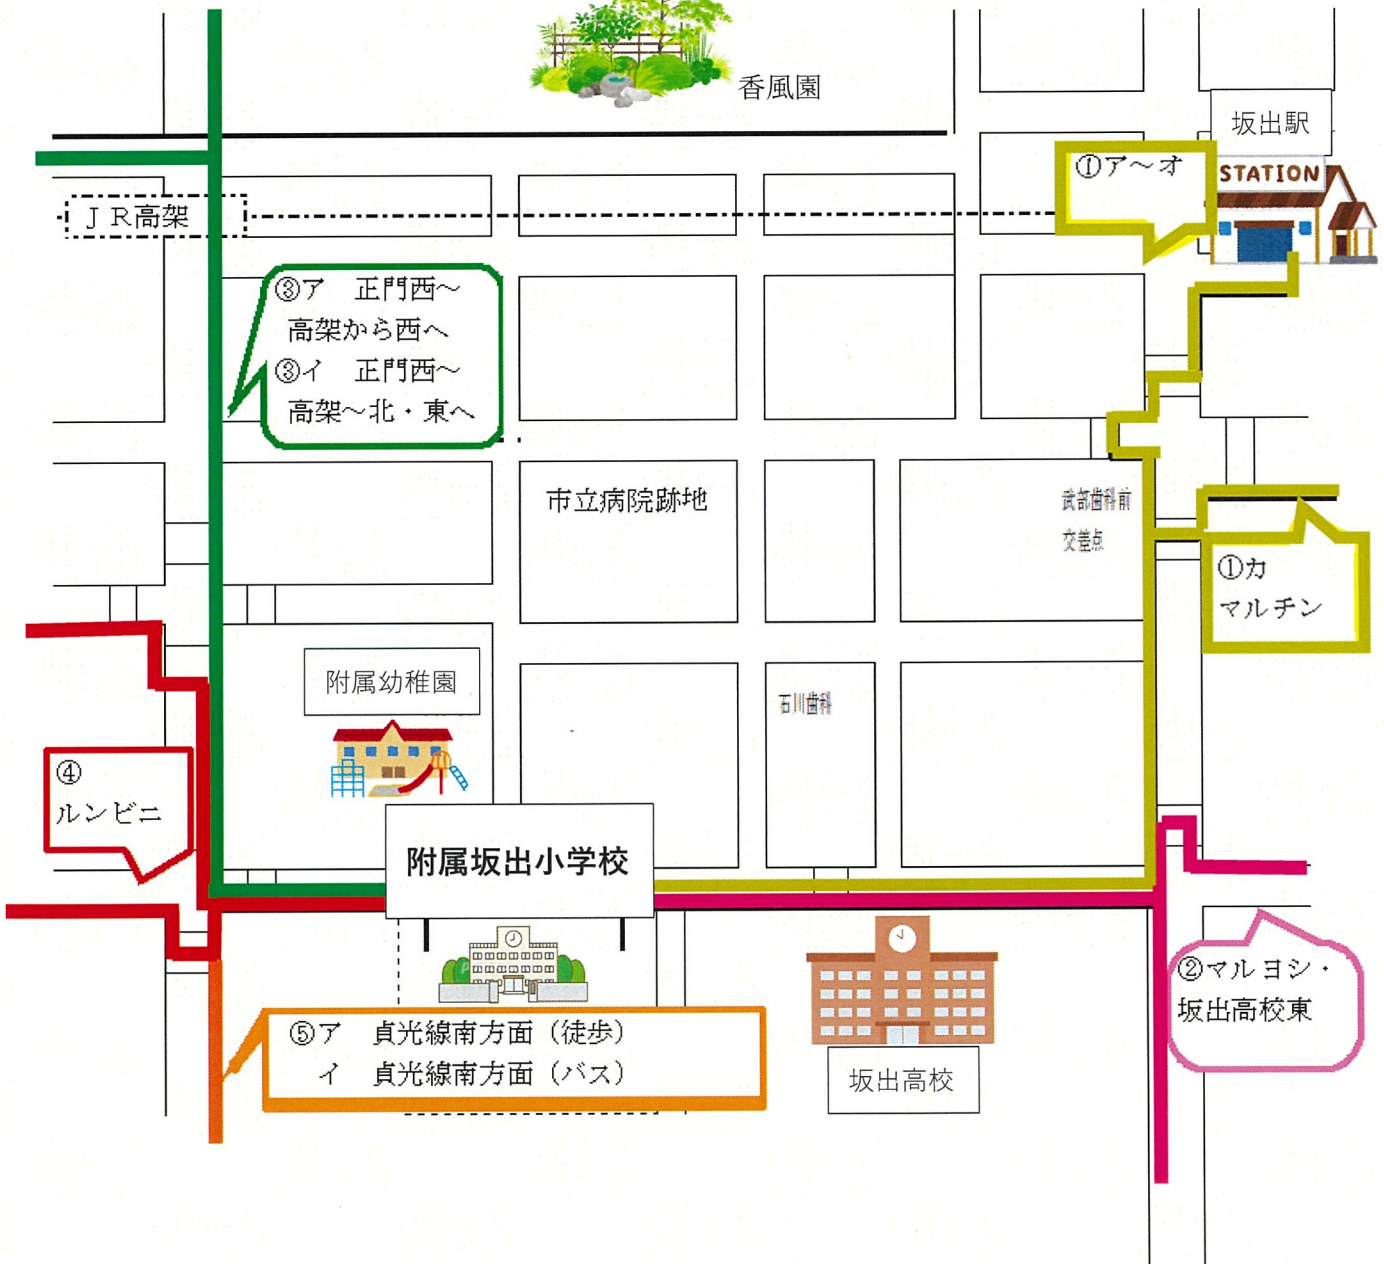 香風園
坂出駅
①ア～オ
STATION
ＪＲ高架
③ア　正門西～
高架から西へ
③イ　正門西～
高架～北・東へ
市立病院跡地
武部歯科前
交差点
①カ
マルチン
附属幼稚園
石川歯科
④
ルンビニ
附属坂出小学校
②マルヨシ・
坂出高校東
⑤ア　貞光線南方面（徒歩）
イ　貞光線南方面（バス）
坂出高校